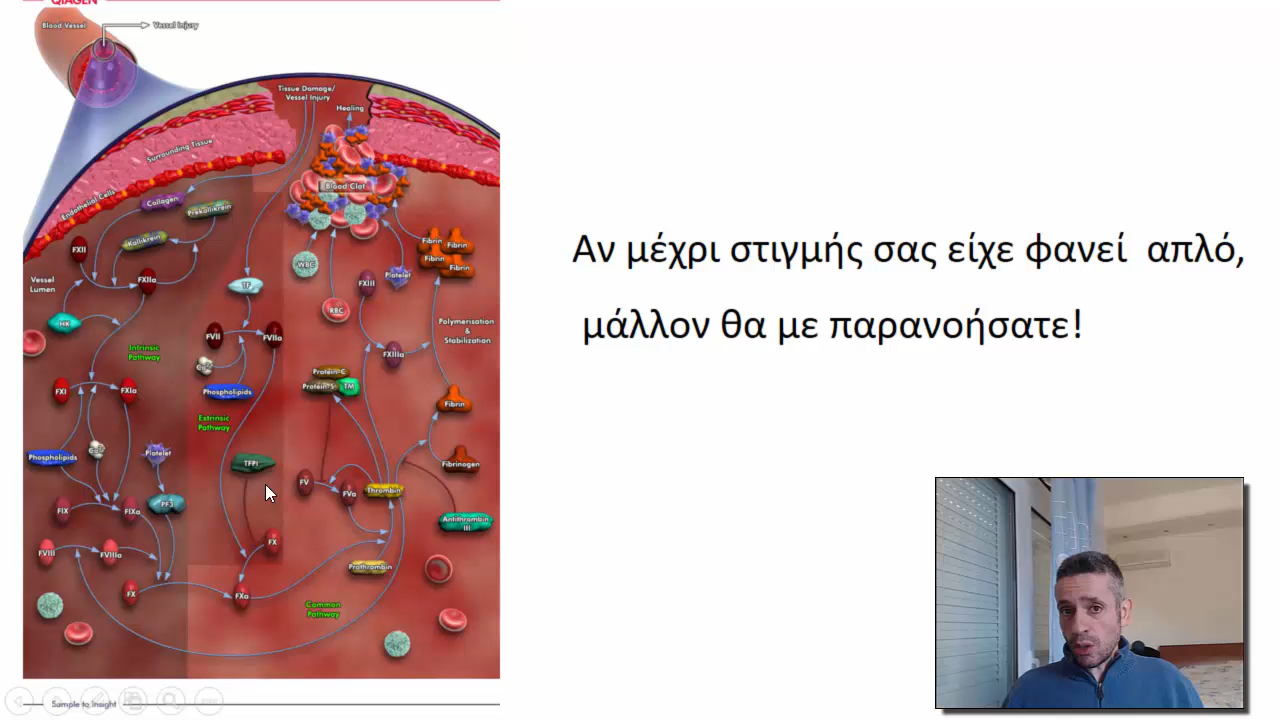 QIAGEN
Blood Vessel
Vessel Injury
Tissue Damage/
Vessel Injury
Healing
Surrounding Tissue
Endothelial Cells
Blood Clot
Collagen
Prekallikrein
Kallikrein
FXII
FXIIa
Vessel
Lumen
HK
WBC
Platelet
Fibrin
Fibrin
Fibrin
Fibrin
TF
FXIII
RBC
Polymerisation
&
Stabilization
FVII
FVIIa
Intrinsic
Pathway
FXIIIa
Phospholipids
Protein-C
Protein-S
TM
FXI
FXIa
Fibrin
Extrinsic
Pathway
Phospholipids
Platelet
TFPI
Fibrinogen
FV
FVa
Thrombin
FIX
FIXa
PF3
Antithrombin
III
FX
FVIII
FVIIIa
Prothrombin
FX
FXa
Common
Pathway
Sample to Insight
Αν μέχρι στιγμής σας είχε φανεί απλό,
μάλλον θα με παρανοήσατε!